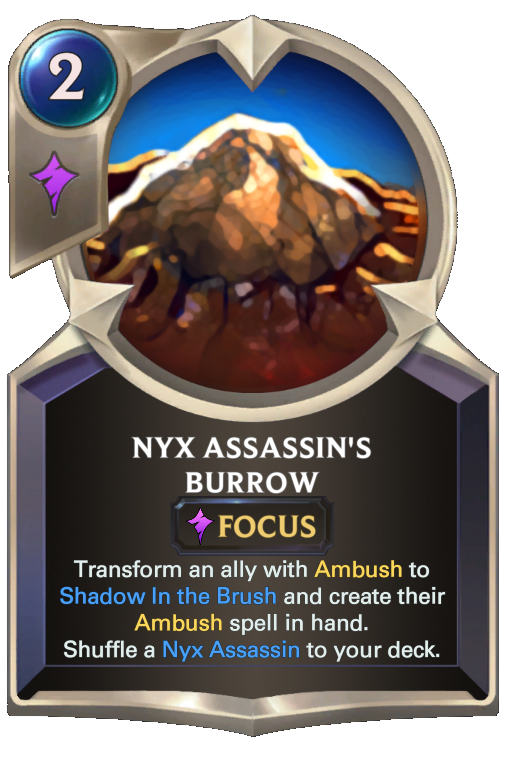 2
NYX ASSASSIN'S
BURROW
FOCUS
Transform an ally with Ambush to
Shadow In the Brush and create their
Ambush spell in hand.
Shuffle a Nyx Assassin to your deck.